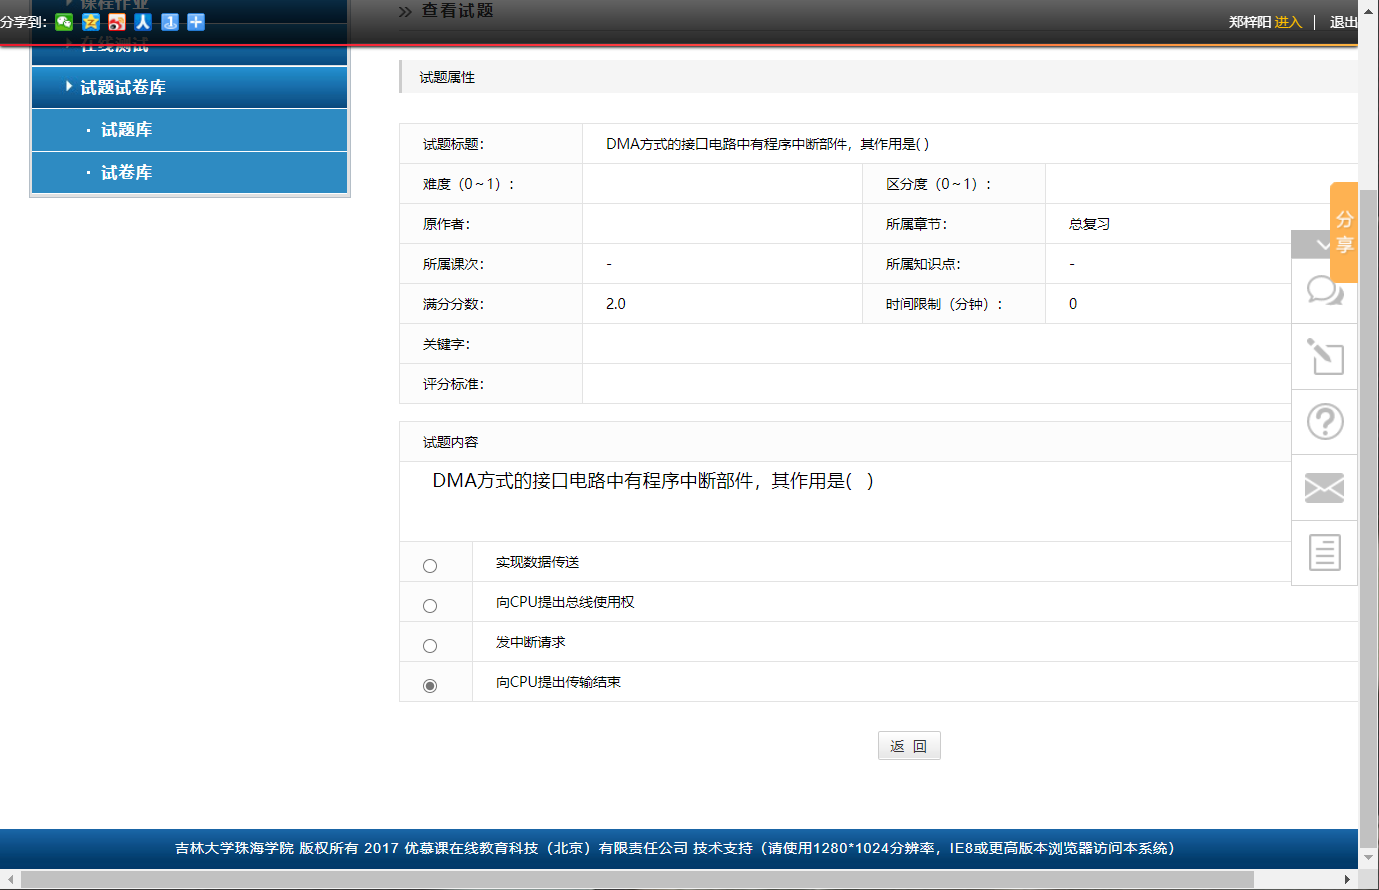 课程作业
查看试题
分享到:
郑梓阳 进入 | 退出
在线测试
试题属性
试题试卷库
· 试题库
· 试卷库
试题标题: DMA方式的接口电路中有程序中断部件，其作用是( )
难度（0～1）: 区分度（0～1）:
原作者: 所属章节: 总复习
所属课次: - 所属知识点: -
满分分数: 2.0 时间限制（分钟）: 0
关键字:
评分标准:
分享
试题内容
DMA方式的接口电路中有程序中断部件，其作用是( )
实现数据传送
向CPU提出总线使用权
发中断请求
向CPU提出传输结束
返 回
吉林大学珠海学院 版权所有 2017 优慕课在线教育科技（北京）有限责任公司 技术支持（请使用1280*1024分辨率，IE8或更高版本浏览器访问本系统）